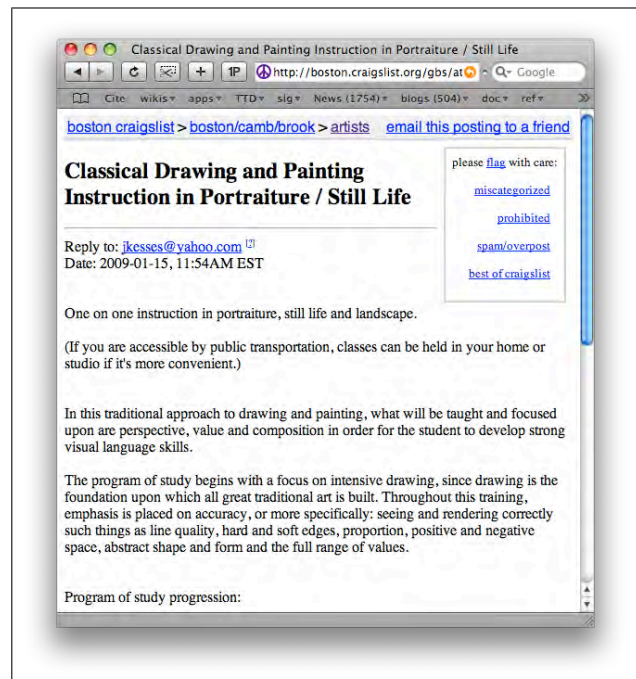 Classical Drawing and Painting Instruction in Portraiture / Still Life
1P
http://boston.craigslist.org/gbs/at
Google
Cite wikis apps TTD sig News (1754) blogs (504) doc ref
boston craigslist > boston/camb/brook > artists email this posting to a friend
please flag with care:
miscategorized
prohibited
spam/overpost
best of craigslist
Classical Drawing and Painting
Instruction in Portraiture / Still Life
Reply to: jkesses@yahoo.com [?]
Date: 2009-01-15, 11:54AM EST
One on one instruction in portraiture, still life and landscape.
(If you are accessible by public transportation, classes can be held in your home or
studio if it's more convenient.)
In this traditional approach to drawing and painting, what will be taught and focused
upon are perspective, value and composition in order for the student to develop strong
visual language skills.
The program of study begins with a focus on intensive drawing, since drawing is the
foundation upon which all great traditional art is built. Throughout this training,
emphasis is placed on accuracy, or more specifically: seeing and rendering correctly
such things as line quality, hard and soft edges, proportion, positive and negative
space, abstract shape and form and the full range of values.
Program of study progression: